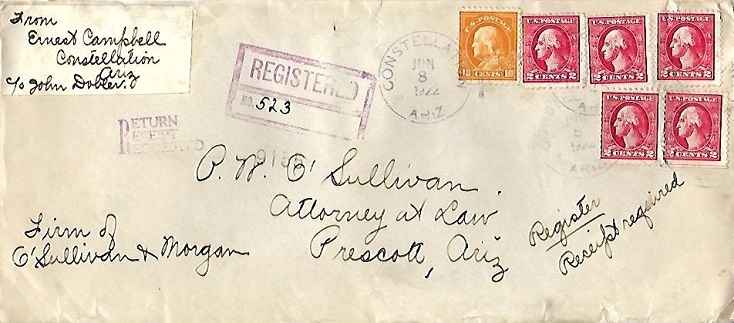 From
Ernest Campbell
Constellation
Ariz
c/o John Dobler.
REGISTERED
NO. 523
CONSTELLATION
JUN
8
1922
ARIZ
U.S. POSTAGE
10 CENTS 10
U.S. POSTAGE
2 CENTS 2
U.S. POSTAGE
2 CENTS 2
U.S. POSTAGE
2 CENTS 2
U.S. POSTAGE
2 CENTS 2
U.S. POSTAGE
2 CENTS 2
RETURN
RECEIPT
REQUESTED
P. W. O'Sullivan.
Attorney at Law
Prescott, Ariz
Firm of
O'Sullivan & Morgan
Register
Receipt required